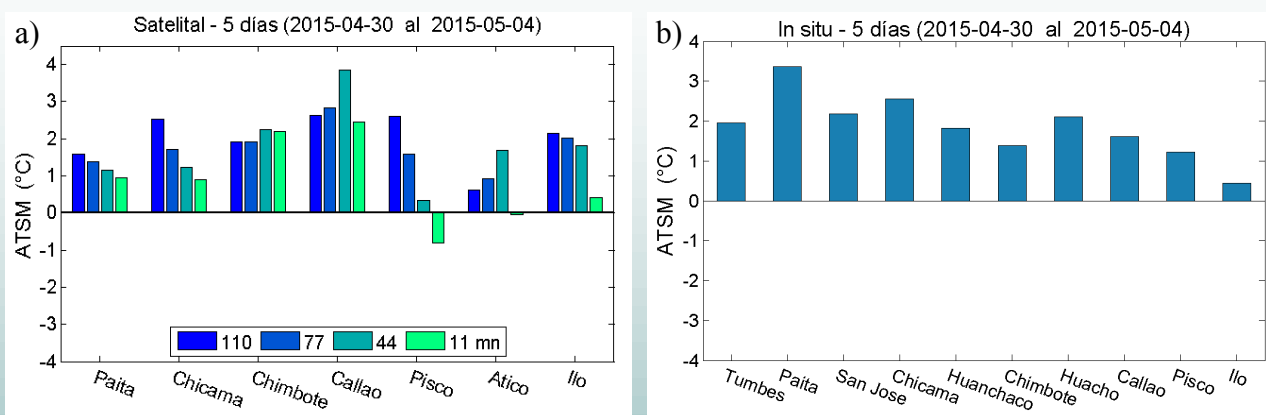 a)
Satelital - 5 días (2015-04-30 al 2015-05-04)
ATSM (°C)
4
3
2
1
0
-1
-2
-3
-4
110 77 44 11 mn
Paita Chicama Chimbote Callao Pisco Atico Ilo
b)
In situ - 5 días (2015-04-30 al 2015-05-04)
ATSM (°C)
4
3
2
1
0
-1
-2
-3
-4
Tumbes Paita San Jose Chicama Huanchaco Chimbote Huacho Callao Pisco Ilo